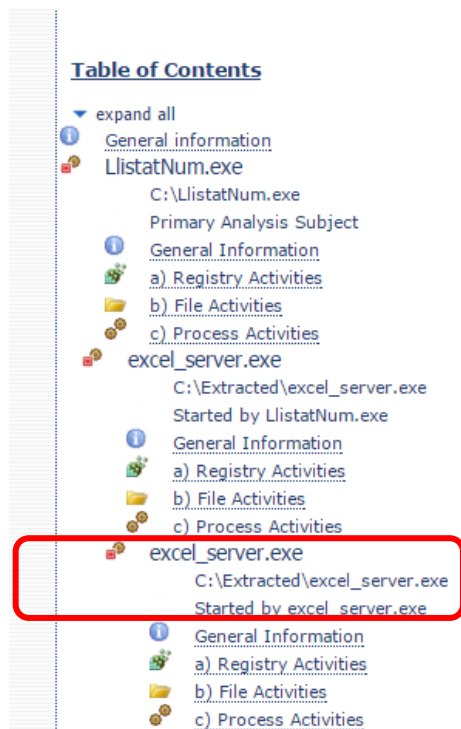 Table of Contents
expand all
General information
LlistatNum.exe
C:\LlistatNum.exe
Primary Analysis Subject
General Information
a) Registry Activities
b) File Activities
c) Process Activities
excel_server.exe
C:\Extracted\excel_server.exe
Started by LlistatNum.exe
General Information
a) Registry Activities
b) File Activities
c) Process Activities
excel_server.exe
C:\Extracted\excel_server.exe
Started by excel_server.exe
General Information
a) Registry Activities
b) File Activities
c) Process Activities